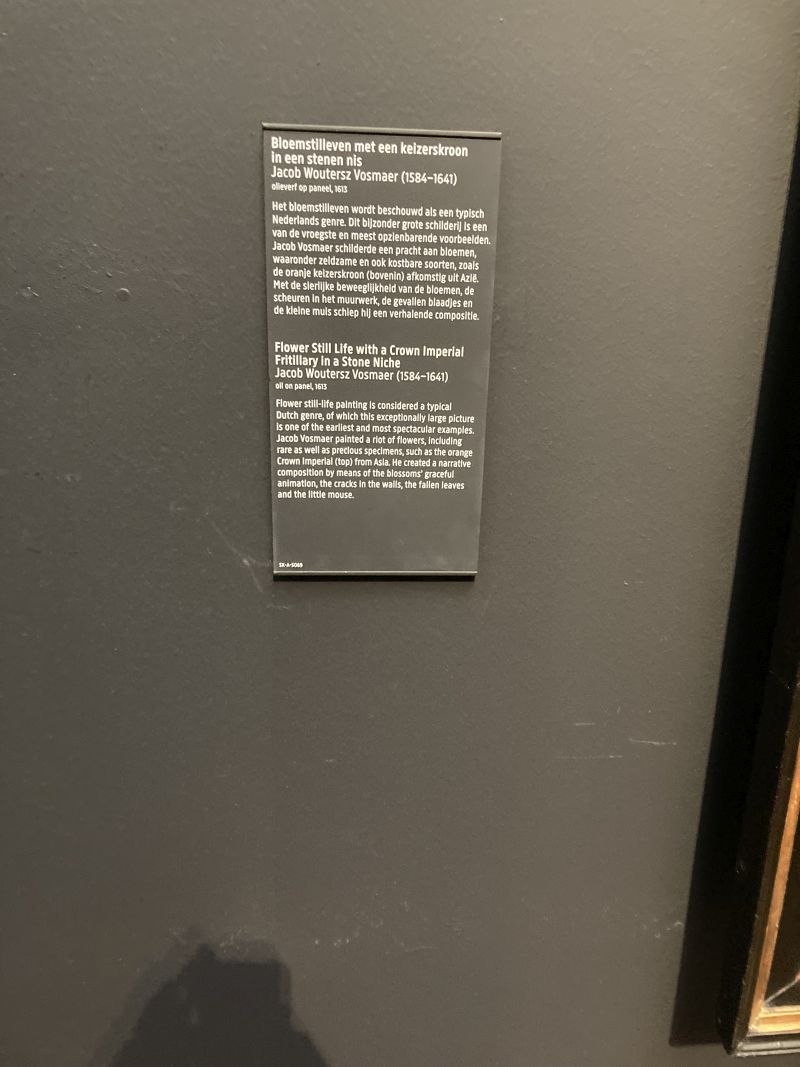 Bloemstilleven met een keizerskroon
in een stenen nis
Jacob Woutersz Vosmaer (1584–1641)
olieverf op paneel, 1613
Het bloemstilleven wordt beschouwd als een typisch
Nederlands genre. Dit bijzonder grote schilderij is een
van de vroegste en meest opzienbarende voorbeelden.
Jacob Vosmaer schilderde een pracht aan bloemen,
waaronder zeldzame en ook kostbare soorten, zoals
de oranje keizerskroon (bovenin) afkomstig uit Azië.
Met de sierlijke beweeglijkheid van de bloemen, de
scheuren in het muurwerk, de gevallen blaadjes en
de kleine muis schiep hij een verhalende compositie.
Flower Still Life with a Crown Imperial
Fritillary in a Stone Niche
Jacob Woutersz Vosmaer (1584–1641)
oil on panel, 1613
Flower still-life painting is considered a typical
Dutch genre, of which this exceptionally large picture
is one of the earliest and most spectacular examples.
Jacob Vosmaer painted a riot of flowers, including
rare as well as precious specimens, such as the orange
Crown Imperial (top) from Asia. He created a narrative
composition by means of the blossoms' graceful
animation, the cracks in the walls, the fallen leaves
and the little mouse.
SK-A-5069